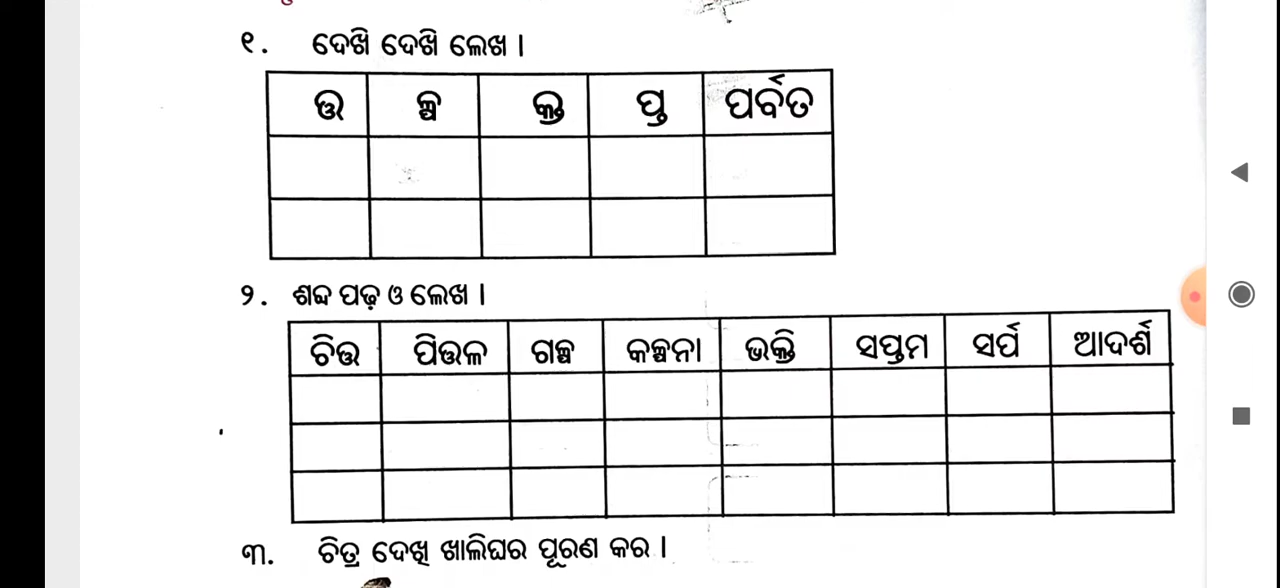 ୧. ଦେଖି ଦେଖି ଲେଖ ।
ତ୍ତ ଳ୍ପ କ୍ତ ପ୍ତ ପର୍ବତ
୨. ଶବ୍ଦ ପଢ଼ ଓ ଲେଖ ।
ଚିତ୍ତ ପିତ୍ତଳ ଗଳ୍ପ କଳ୍ପନା ଭକ୍ତି ସପ୍ତମ ସର୍ପ ଆଦର୍ଶ
୩. ଚିତ୍ର ଦେଖି ଖାଲିଘର ପୂରଣ କର ।